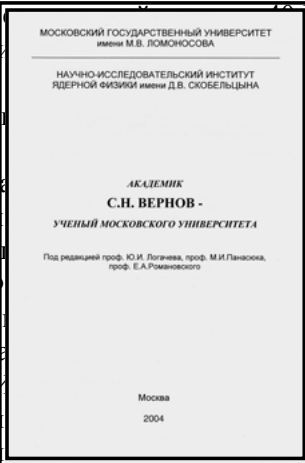 МОСКОВСКИЙ ГОСУДАРСТВЕННЫЙ УНИВЕРСИТЕТ
имени М.В. ЛОМОНОСОВА
НАУЧНО-ИССЛЕДОВАТЕЛЬСКИЙ ИНСТИТУТ
ЯДЕРНОЙ ФИЗИКИ имени Д.В. СКОБЕЛЬЦЫНА
АКАДЕМИК
С.Н. ВЕРНОВ -
УЧЕНЫЙ МОСКОВСКОГО УНИВЕРСИТЕТА
Под редакцией проф. Ю.И. Логачева, проф. М.И.Панасюка,
проф. Е.А.Романовского
Москва
2004